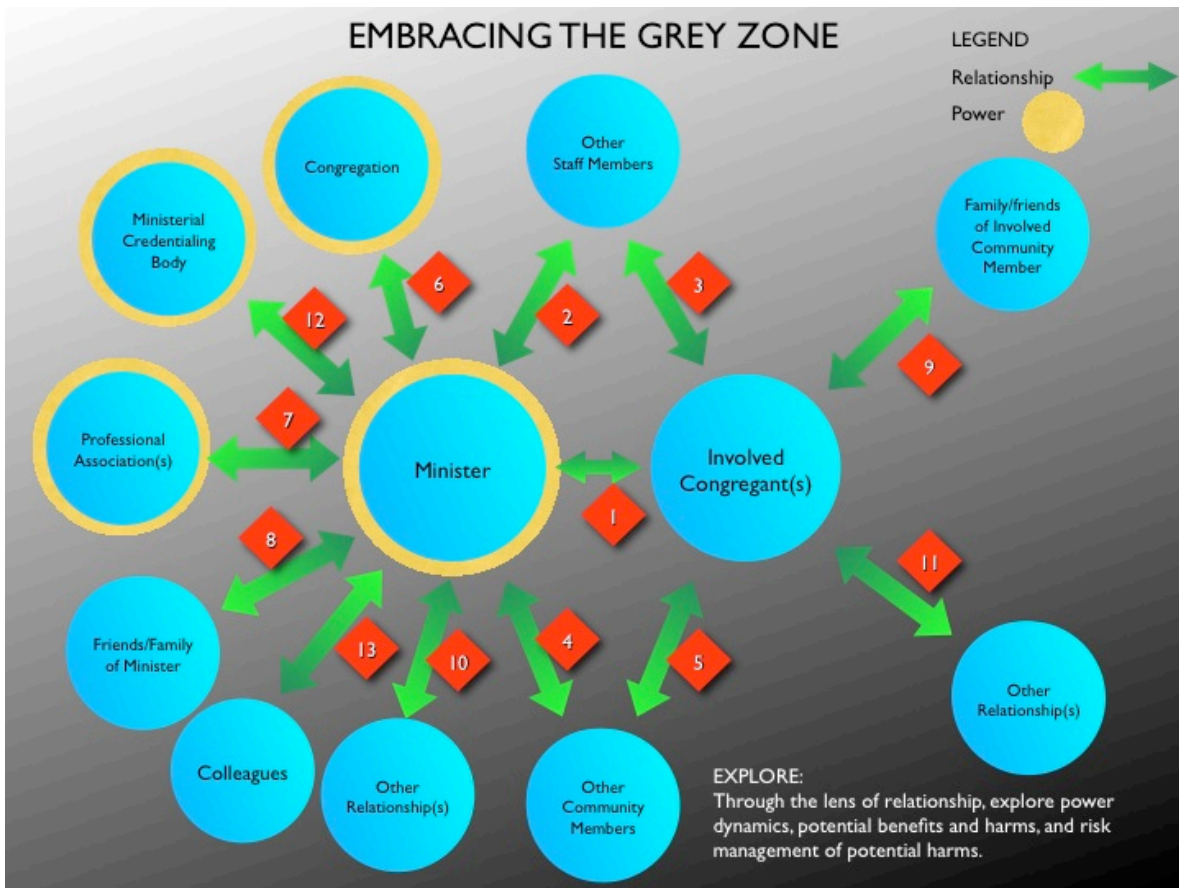 EMBRACING THE GREY ZONE
LEGEND
Relationship
Power
Congregation
Other
Staff Members
Ministerial
Credentialing
Body
Family/friends
of Involved
Community
Member
6
2
3
12
9
7
Professional
Association(s)
Minister
Involved
Congregant(s)
1
8
11
13
10
4
5
Friends/Family
of Minister
Other
Relationship(s)
Colleagues
Other
Relationship(s)
Other
Community
Members
EXPLORE:
Through the lens of relationship, explore power
dynamics, potential benefits and harms, and risk
management of potential harms.